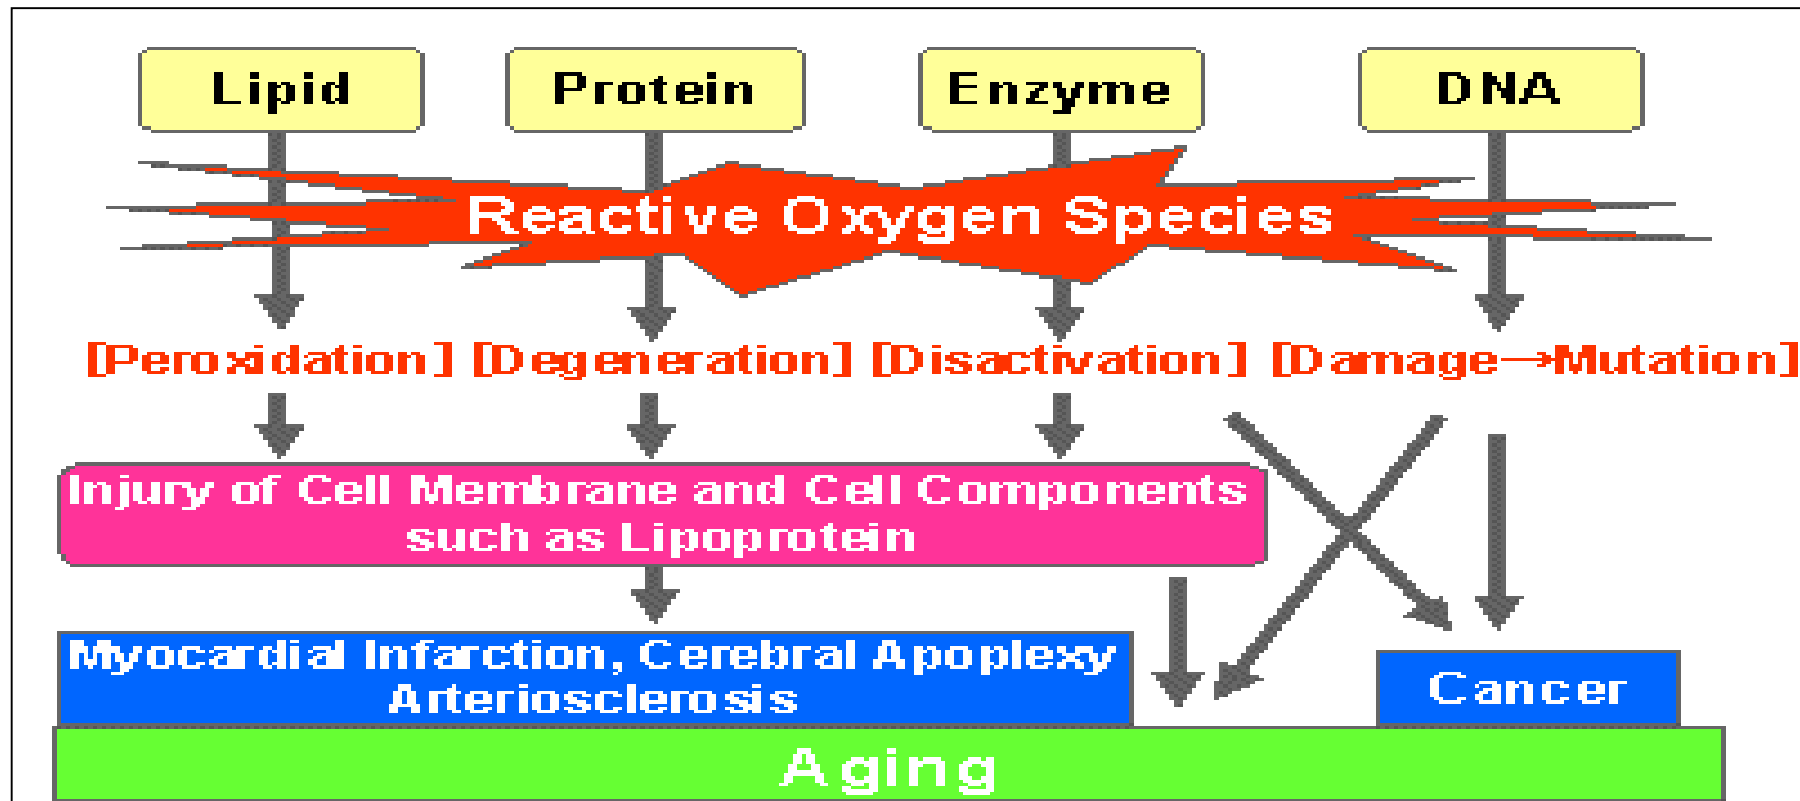 Lipid Protein Enzyme DNA
Reactive Oxygen Species
[Peroxidation] [Degeneration] [Disactivation] [Damage→Mutation]
Injury of Cell Membrane and Cell Components
such as Lipoprotein
Myocardial Infarction, Cerebral Apoplexy
Arteriosclerosis
Cancer
Aging